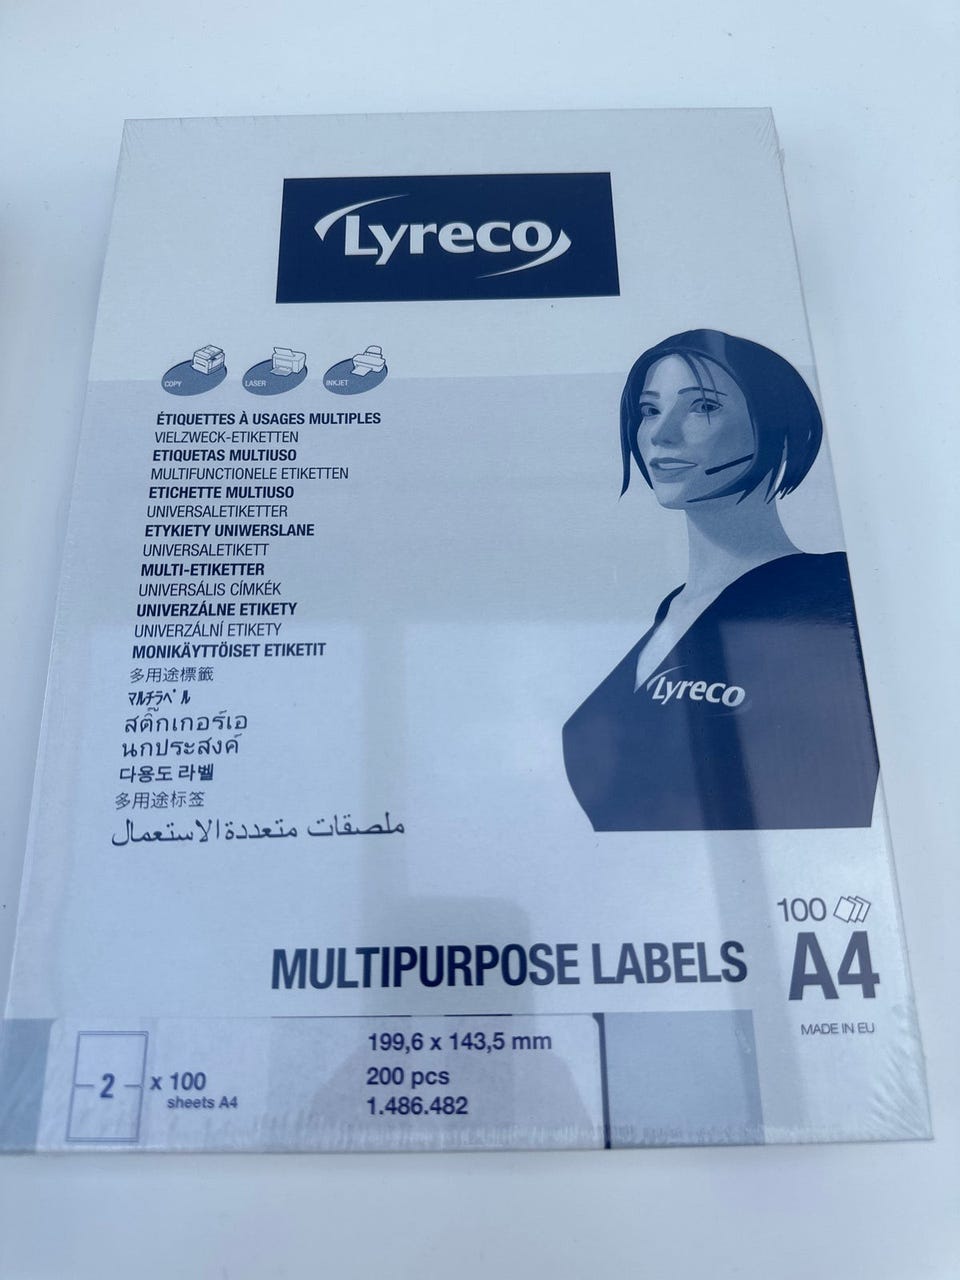 Lyreco
COPY
LASER
INKJET
ÉTIQUETTES À USAGES MULTIPLES
VIELZWECK-ETIKETTEN
ETIQUETAS MULTIUSO
MULTIFUNCTIONELE ETIKETTEN
ETICHETTE MULTIUSO
UNIVERSALETIKETTER
ETYKIETY UNIWERSLANE
UNIVERSALETIKETT
MULTI-ETIKETTER
UNIVERSÁLIS CÍMKÉK
UNIVERZÁLNE ETIKETY
UNIVERZÁLNÍ ETIKETY
MONIKÄYTTÖISET ETIKETIT
多用途標籤
マルチラベル
สติ๊กเกอร์เอ
นกประสงค์
다용도 라벨
多用途标签
ملصقات متعددة الاستعمال
Lyreco
100
A4
MULTIPURPOSE LABELS
MADE IN EU
2 x 100
sheets A4
199,6 x 143,5 mm
200 pcs
1.486.482